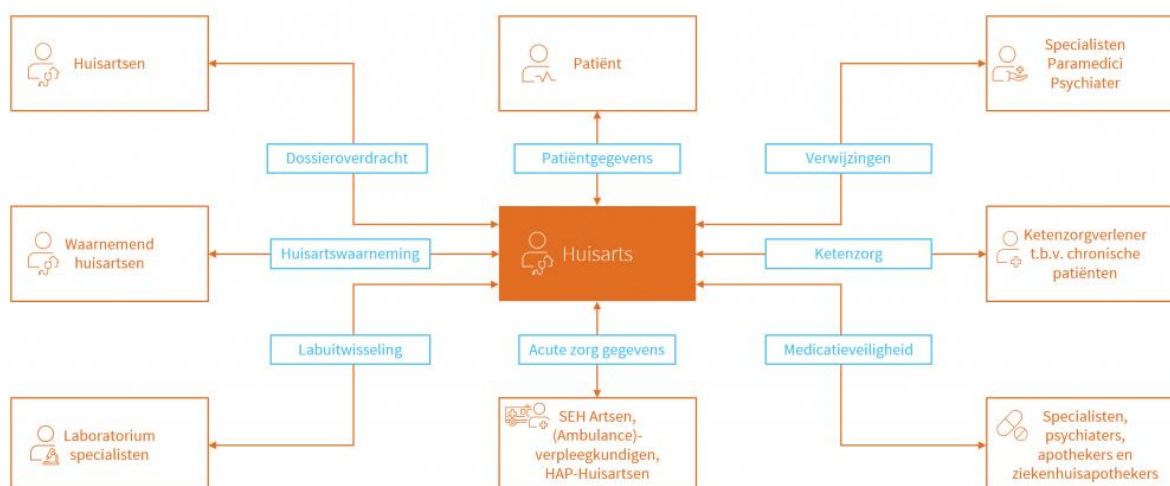 Huisartsen
Patiënt
Specialisten
Paramedici
Psychiater
Dossieroverdracht
Patiëntgegevens
Verwijzingen
Waarnemend
huisartsen
Huisartswaarneming
Huisarts
Ketenzorg
Ketenzorgverlener
t.b.v. chronische
patiënten
Labuitwisseling
Acute zorg gegevens
Medicatieveiligheid
Laboratorium
specialisten
SEH Artsen,
(Ambulance)-
verpleegkundigen,
HAP-Huisartsen
Specialisten,
psychiaters,
apothekers en
ziekenhuisapothekers